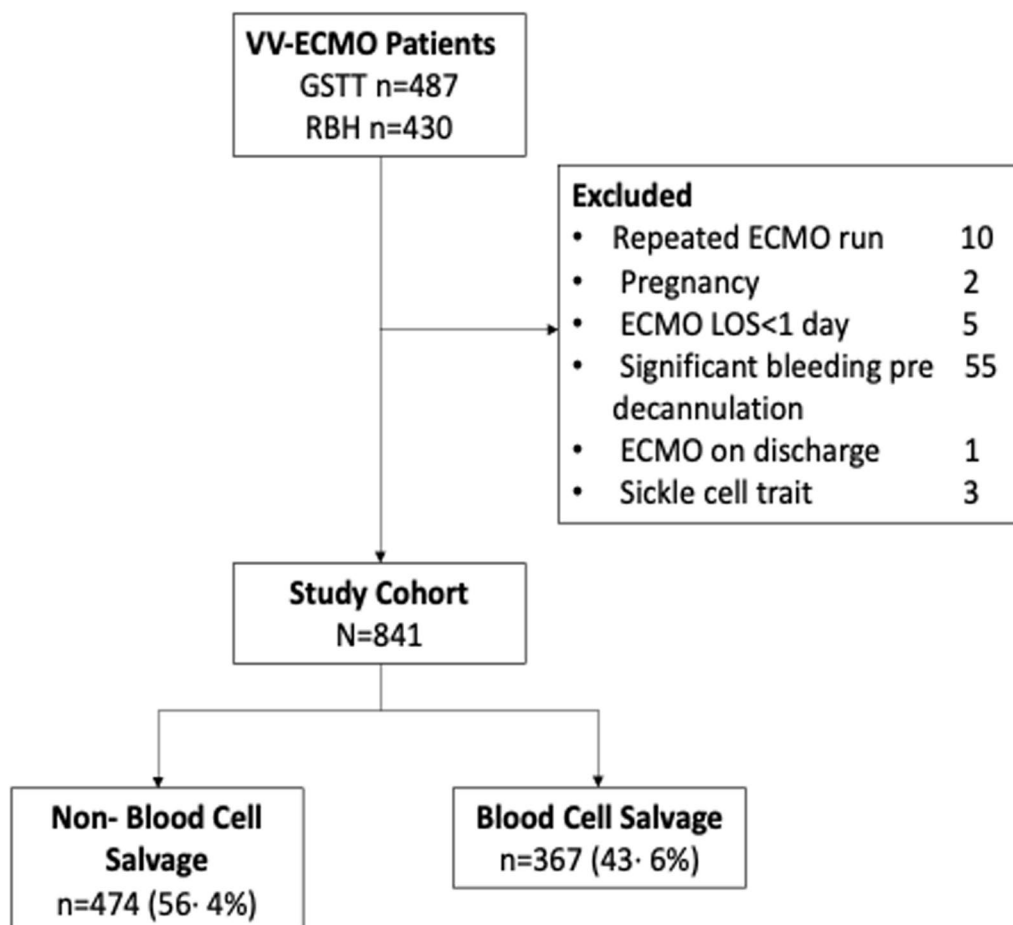 VV-ECMO Patients
GSTT n=487
RBH n=430
Excluded
• Repeated ECMO run 10
• Pregnancy 2
• ECMO LOS<1 day 5
• Significant bleeding pre 55
decannulation
• ECMO on discharge 1
• Sickle cell trait 3
Study Cohort
N=841
Non- Blood Cell
Salvage
n=474 (56· 4%)
Blood Cell Salvage
n=367 (43· 6%)